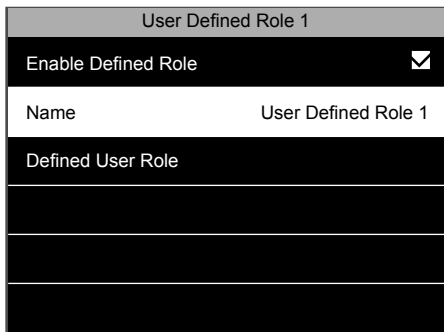 User Defined Role 1
Enable Defined Role
Name User Defined Role 1
Defined User Role